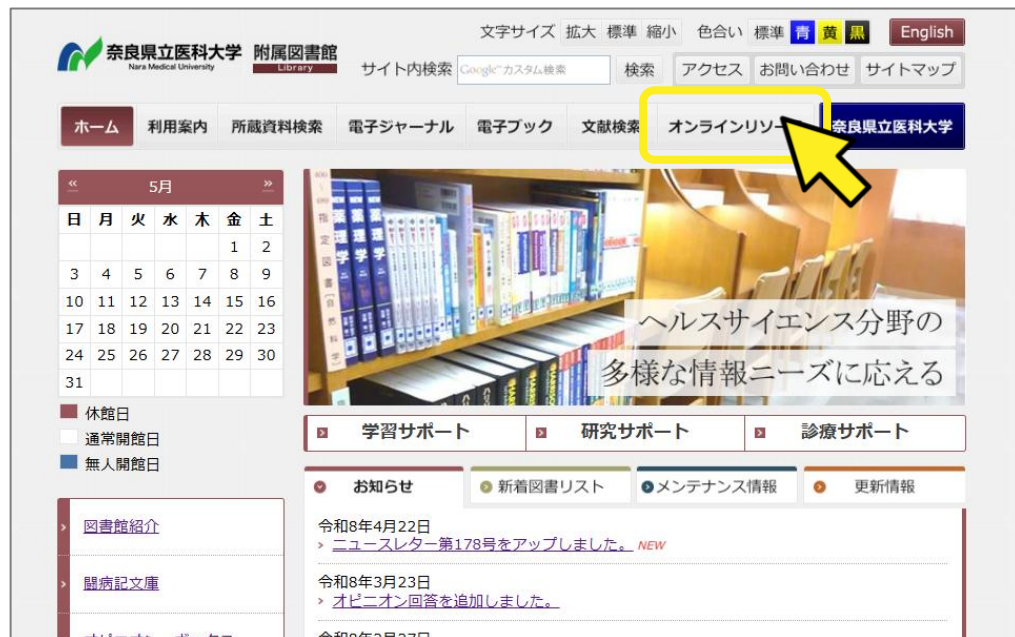 文字サイズ 拡大 標準 縮小 色合い 標準 青 黄 黒 English
奈良県立医科大学 附属図書館
Nara Medical University Library
サイト内検索 Google カスタム検索 検索 アクセス お問い合わせ サイトマップ
ホーム 利用案内 所蔵資料検索 電子ジャーナル 電子ブック 文献検索 オンラインリソー 奈良県立医科大学
« 5月 »
日 月 火 水 木 金 土
1 2
3 4 5 6 7 8 9
10 11 12 13 14 15 16
17 18 19 20 21 22 23
24 25 26 27 28 29 30
31
休館日
通常開館日
無人開館日
指定図書
自然科学
薬理学 薬理学
NEW NEW
ヘルスサイエンス分野の
多様な情報ニーズに応える
学習サポート 研究サポート 診療サポート
お知らせ 新着図書リスト メンテナンス情報 更新情報
図書館紹介
闘病記文庫
令和8年4月22日
ニュースレター第178号をアップしました。 NEW
令和8年3月23日
オピニオン回答を追加しました。